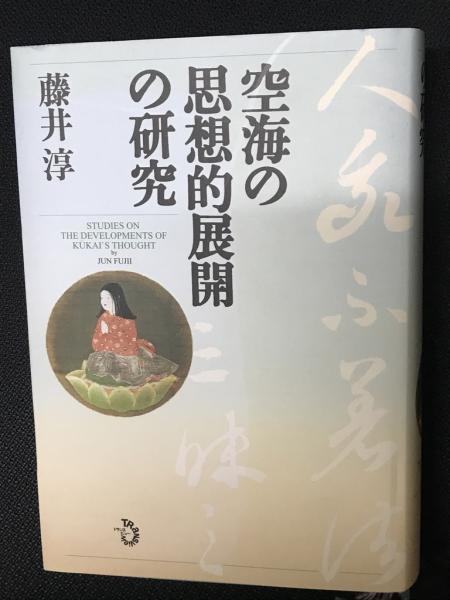 空海の
思想的展開
の研究
藤井 淳
STUDIES ON
THE DEVELOPMENTS OF
KUKAI'S THOUGHT
by
JUN FUJII
TRANS